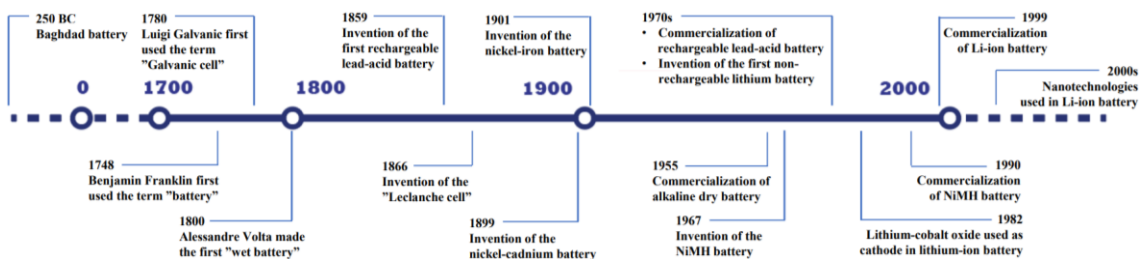 250 BC
Baghdad battery
1780
Luigi Galvanic first
used the term
”Galvanic cell”
1859
Invention of the
first rechargeable
lead-acid battery
1901
Invention of the
nickel-iron battery
1970s
• Commercialization of
rechargeable lead-acid battery
• Invention of the first non-
rechargeable lithium battery
1999
Commercialization
of Li-ion battery
2000s
Nanotechnologies
used in Li-ion battery
0
1700
1800
1900
2000
1748
Benjamin Franklin first
used the term ”battery”
1800
Alessandre Volta made
the first ”wet battery”
1866
Invention of the
”Leclanche cell”
1899
Invention of the
nickel-cadnium battery
1955
Commercialization of
alkaline dry battery
1967
Invention of the
NiMH battery
1990
Commercialization
of NiMH battery
1982
Lithium-cobalt oxide used as
cathode in lithium-ion battery